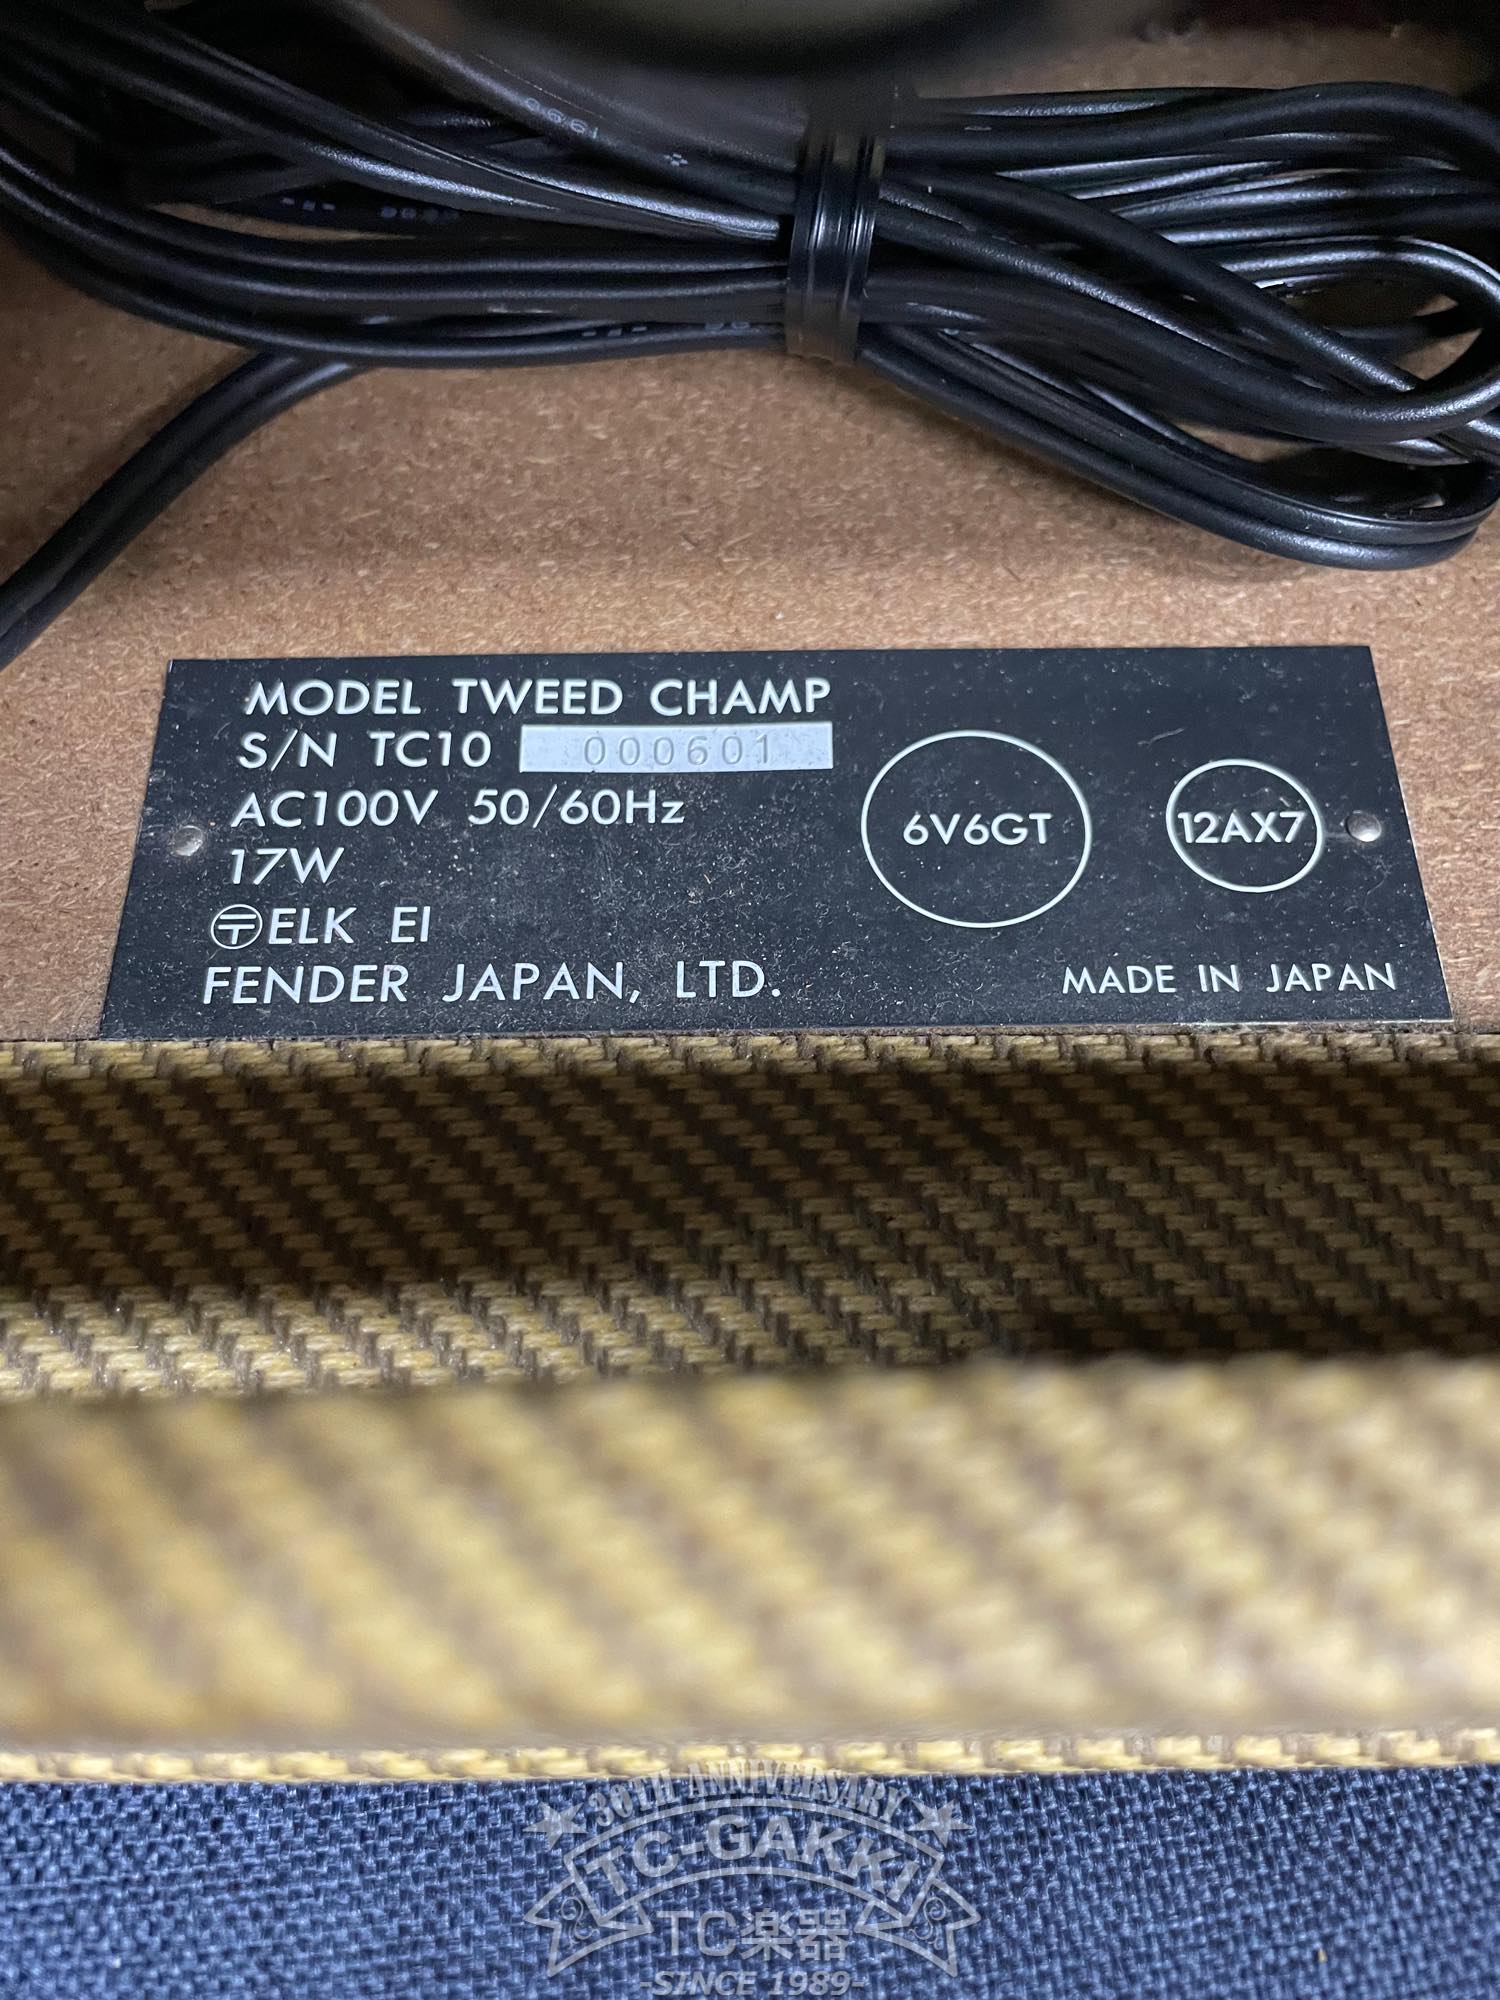 1990
MODEL TWEED CHAMP
S/N TC10 000601
AC100V 50/60Hz
17W
〶ELK EI
FENDER JAPAN, LTD.
6V6GT
12AX7
MADE IN JAPAN
30TH ANNIVERSARY
TC-GAKKI
TC楽器
-SINCE 1989-